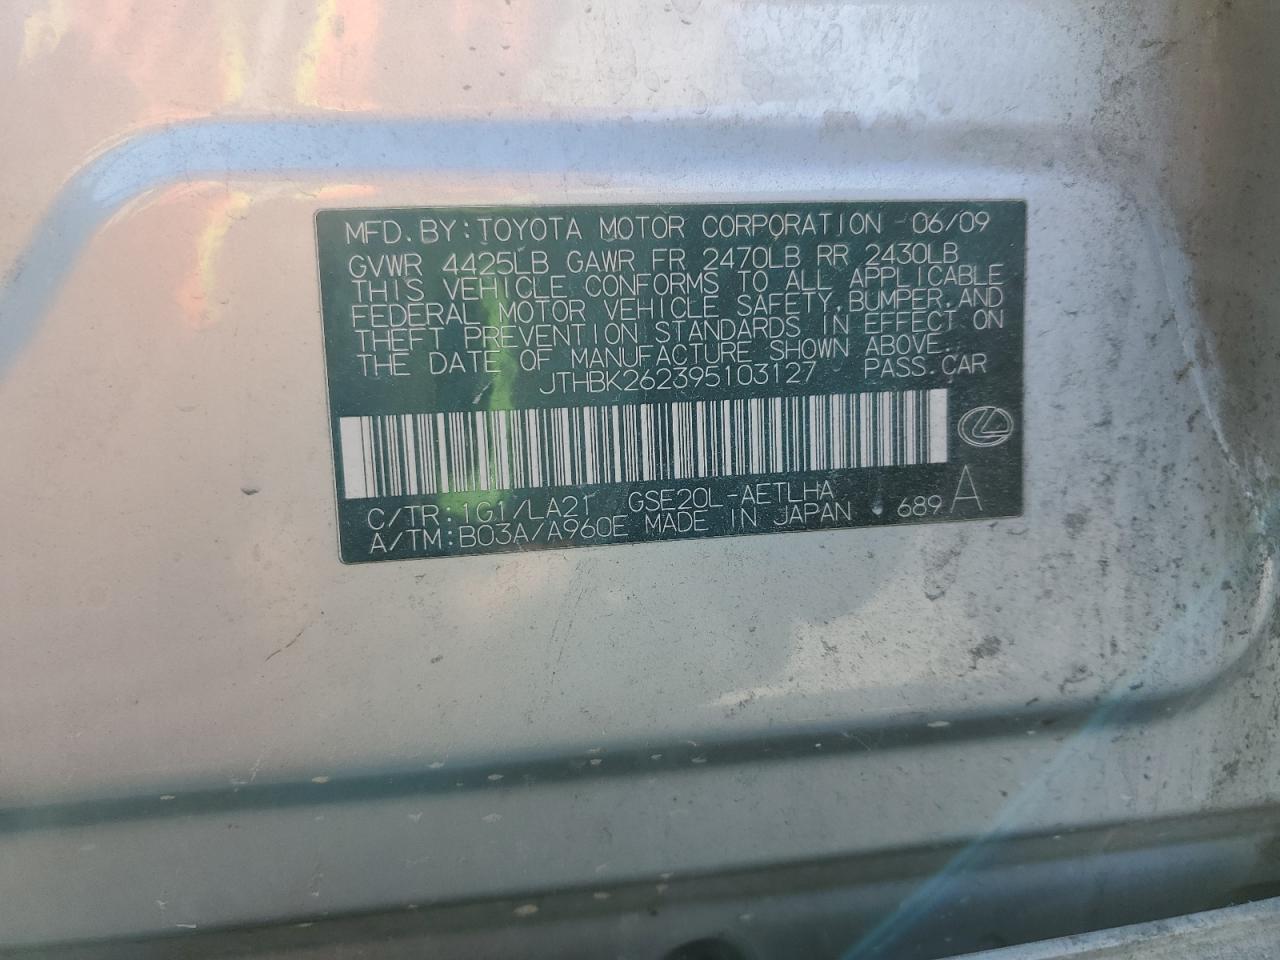 MFD. BY: TOYOTA MOTOR CORPORATION 06/09
GVWR 4425LB GAWR FR 2470LB RR 2430LB
THIS VEHICLE CONFORMS TO ALL APPLICABLE
FEDERAL MOTOR VEHICLE SAFETY, BUMPER, AND
THEFT PREVENTION STANDARDS IN EFFECT ON
THE DATE OF MANUFACTURE SHOWN ABOVE.
JTHBK262395103127 PASS. CAR
C/TR: 1G1/LA21 GSE20L-AETLHA
A/TM: B03A/A960E MADE IN JAPAN 689 A